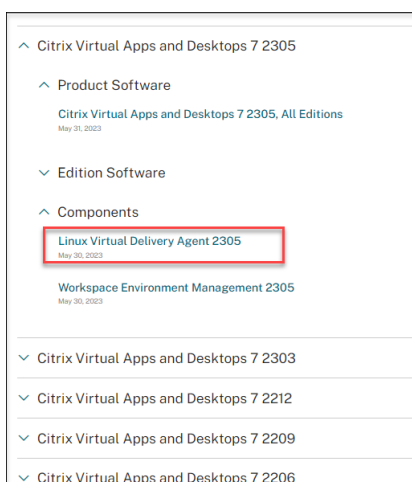 Citrix Virtual Apps and Desktops 7 2305
Product Software
Citrix Virtual Apps and Desktops 7 2305, All Editions
May 31, 2023
Edition Software
Components
Linux Virtual Delivery Agent 2305
May 30, 2023
Workspace Environment Management 2305
May 30, 2023
Citrix Virtual Apps and Desktops 7 2303
Citrix Virtual Apps and Desktops 7 2212
Citrix Virtual Apps and Desktops 7 2209
Citrix Virtual Apps and Desktops 7 2206